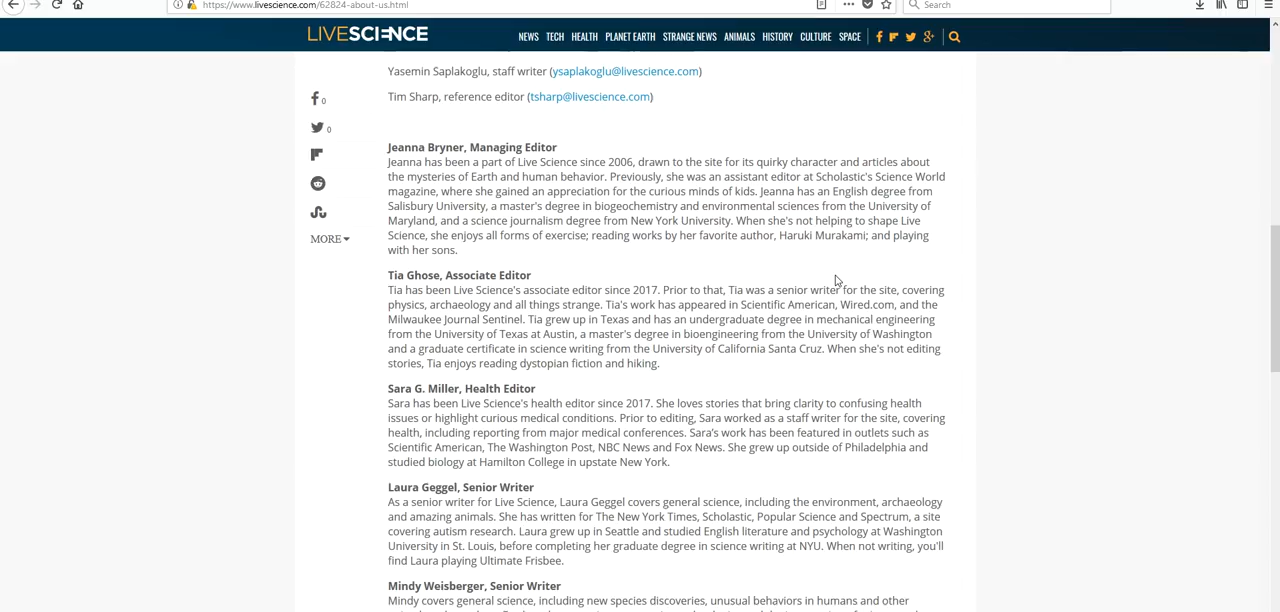 https://www.livescience.com/62824-about-us.html
Search
LIVESCIENCE
NEWS TECH HEALTH PLANET EARTH STRANGE NEWS ANIMALS HISTORY CULTURE SPACE
Yasemin Saplakoglu, staff writer (ysaplakoglu@livescience.com)
Tim Sharp, reference editor (tsharp@livescience.com)
0
0
MORE
Jeanna Bryner, Managing Editor
Jeanna has been a part of Live Science since 2006, drawn to the site for its quirky character and articles about
the mysteries of Earth and human behavior. Previously, she was an assistant editor at Scholastic's Science World
magazine, where she gained an appreciation for the curious minds of kids. Jeanna has an English degree from
Salisbury University, a master's degree in biogeochemistry and environmental sciences from the University of
Maryland, and a science journalism degree from New York University. When she's not helping to shape Live
Science, she enjoys all forms of exercise; reading works by her favorite author, Haruki Murakami; and playing
with her sons.
Tia Ghose, Associate Editor
Tia has been Live Science's associate editor since 2017. Prior to that, Tia was a senior writer for the site, covering
physics, archaeology and all things strange. Tia's work has appeared in Scientific American, Wired.com, and the
Milwaukee Journal Sentinel. Tia grew up in Texas and has an undergraduate degree in mechanical engineering
from the University of Texas at Austin, a master's degree in bioengineering from the University of Washington
and a graduate certificate in science writing from the University of California Santa Cruz. When she's not editing
stories, Tia enjoys reading dystopian fiction and hiking.
Sara G. Miller, Health Editor
Sara has been Live Science's health editor since 2017. She loves stories that bring clarity to confusing health
issues or highlight curious medical conditions. Prior to editing, Sara worked as a staff writer for the site, covering
health, including reporting from major medical conferences. Sara's work has been featured in outlets such as
Scientific American, The Washington Post, NBC News and Fox News. She grew up outside of Philadelphia and
studied biology at Hamilton College in upstate New York.
Laura Geggel, Senior Writer
As a senior writer for Live Science, Laura Geggel covers general science, including the environment, archaeology
and amazing animals. She has written for The New York Times, Scholastic, Popular Science and Spectrum, a site
covering autism research. Laura grew up in Seattle and studied English literature and psychology at Washington
University in St. Louis, before completing her graduate degree in science writing at NYU. When not writing, you'll
find Laura playing Ultimate Frisbee.
Mindy Weisberger, Senior Writer
Mindy covers general science, including new species discoveries, unusual behaviors in humans and other